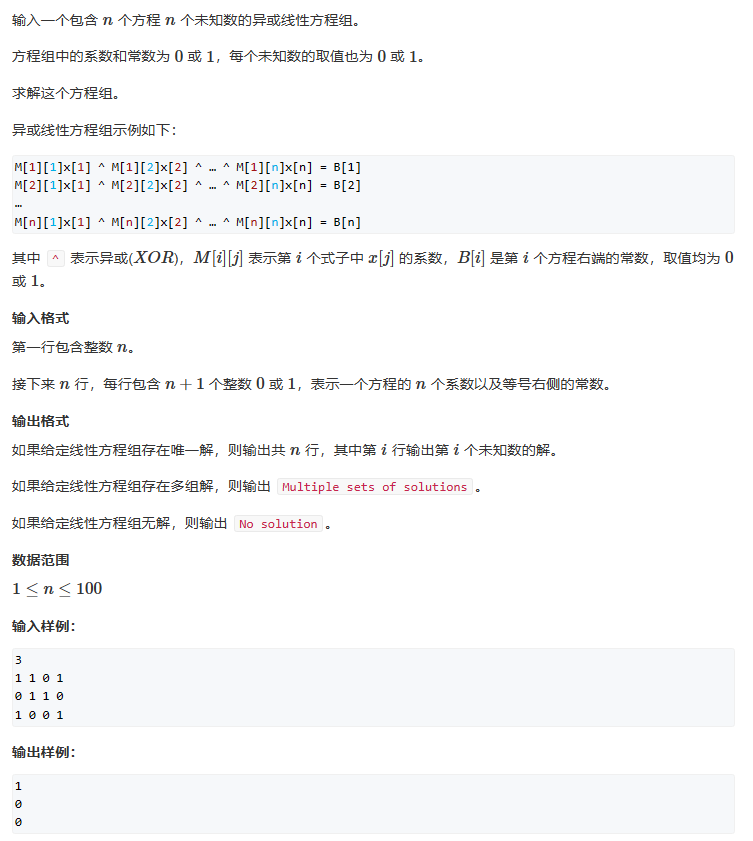 输入一个包含 n 个方程 n 个未知数的异或线性方程组。
方程组中的系数和常数为 0 或 1，每个未知数的取值也为 0 或 1。
求解这个方程组。
异或线性方程组示例如下：
M[1][1]x[1] ^ M[1][2]x[2] ^ … ^ M[1][n]x[n] = B[1]
M[2][1]x[1] ^ M[2][2]x[2] ^ … ^ M[2][n]x[n] = B[2]
…
M[n][1]x[1] ^ M[n][2]x[2] ^ … ^ M[n][n]x[n] = B[n]
其中 ^ 表示异或(XOR)，M[i][j] 表示第 i 个式子中 x[j] 的系数，B[i] 是第 i 个方程右端的常数，取值均为 0
或 1。
输入格式
第一行包含整数 n。
接下来 n 行，每行包含 n + 1 个整数 0 或 1，表示一个方程的 n 个系数以及等号右侧的常数。
输出格式
如果给定线性方程组存在唯一解，则输出共 n 行，其中第 i 行输出第 i 个未知数的解。
如果给定线性方程组存在多组解，则输出 Multiple sets of solutions 。
如果给定线性方程组无解，则输出 No solution 。
数据范围
1 ≤ n ≤ 100
输入样例：
3
1 1 0 1
0 1 1 0
1 0 0 1
输出样例：
1
0
0